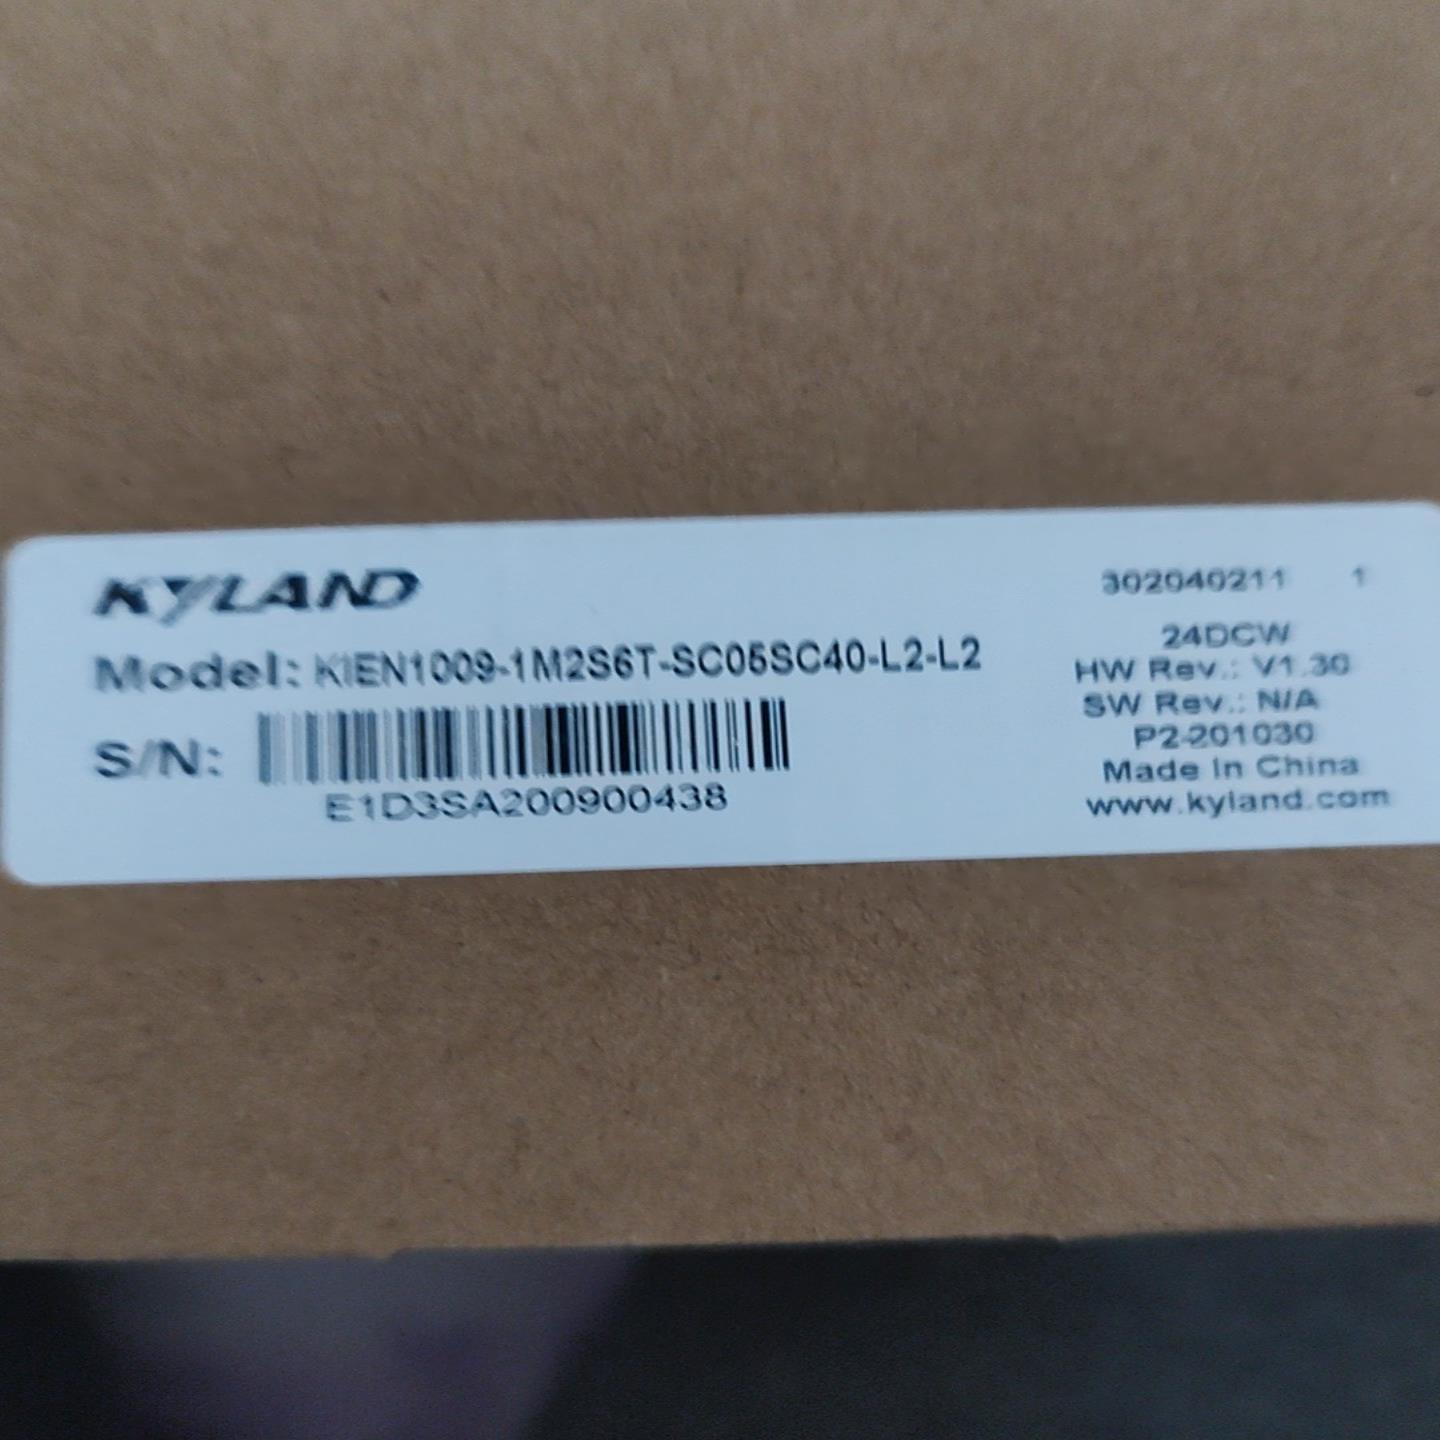 KYLAND
Model: KIEN1009-1M2S6T-SC05SC40-L2-L2
S/N:
E1D3SA200900438
302040211 1
24DCW
HW Rev.: V1.30
SW Rev.: N/A
P2-201030
Made In China
www.kyland.com